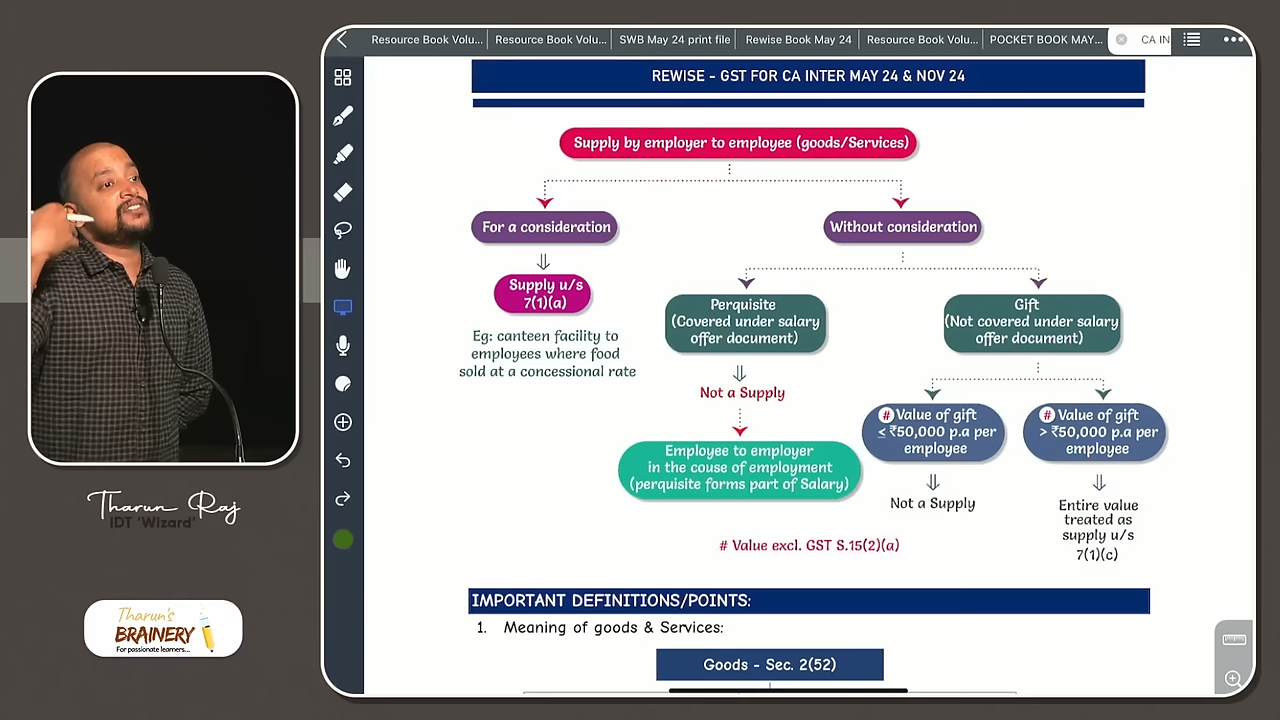 Resource Book Volu...
Resource Book Volu...
SWB May 24 print file
Rewise Book May 24
Resource Book Volu...
POCKET BOOK MAY...
CA IN
REWISE - GST FOR CA INTER MAY 24 & NOV 24
Supply by employer to employee (goods/Services)
For a consideration
Without consideration
Supply u/s
7(1)(a)
Eg: canteen facility to
employees where food
sold at a concessional rate
Perquisite
(Covered under salary
offer document)
Gift
(Not covered under salary
offer document)
Not a Supply
Employee to employer
in the couse of employment
(perquisite forms part of Salary)
# Value of gift
≤ ₹50,000 p.a per
employee
# Value of gift
> ₹50,000 p.a per
employee
Not a Supply
Entire value
treated as
supply u/s
7(1)(c)
# Value excl. GST S.15(2)(a)
IMPORTANT DEFINITIONS/POINTS:
1. Meaning of goods & Services:
Goods - Sec. 2(52)
Tharun Raj
IDT 'Wizard'
Tharun's
BRAINERY
For passionate learners...